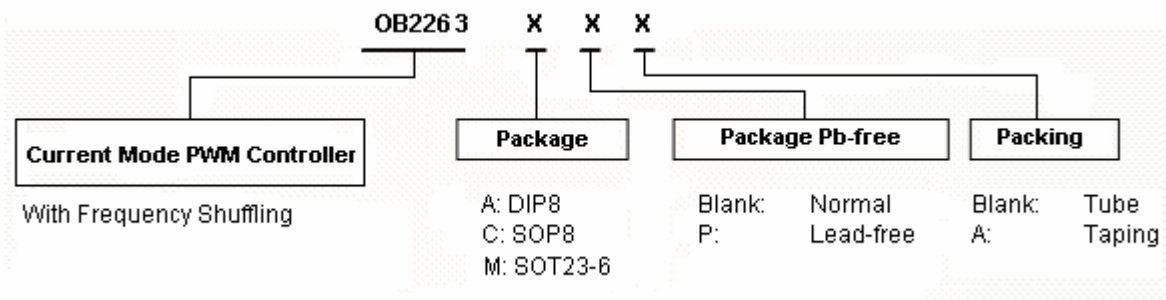 OB2263 X X X
Current Mode PWM Controller
Package
Package Pb-free
Packing
With Frequency Shuffling
A: DIP8
C: SOP8
M: SOT23-6
Blank: Normal
P: Lead-free
Blank: Tube
A: Taping